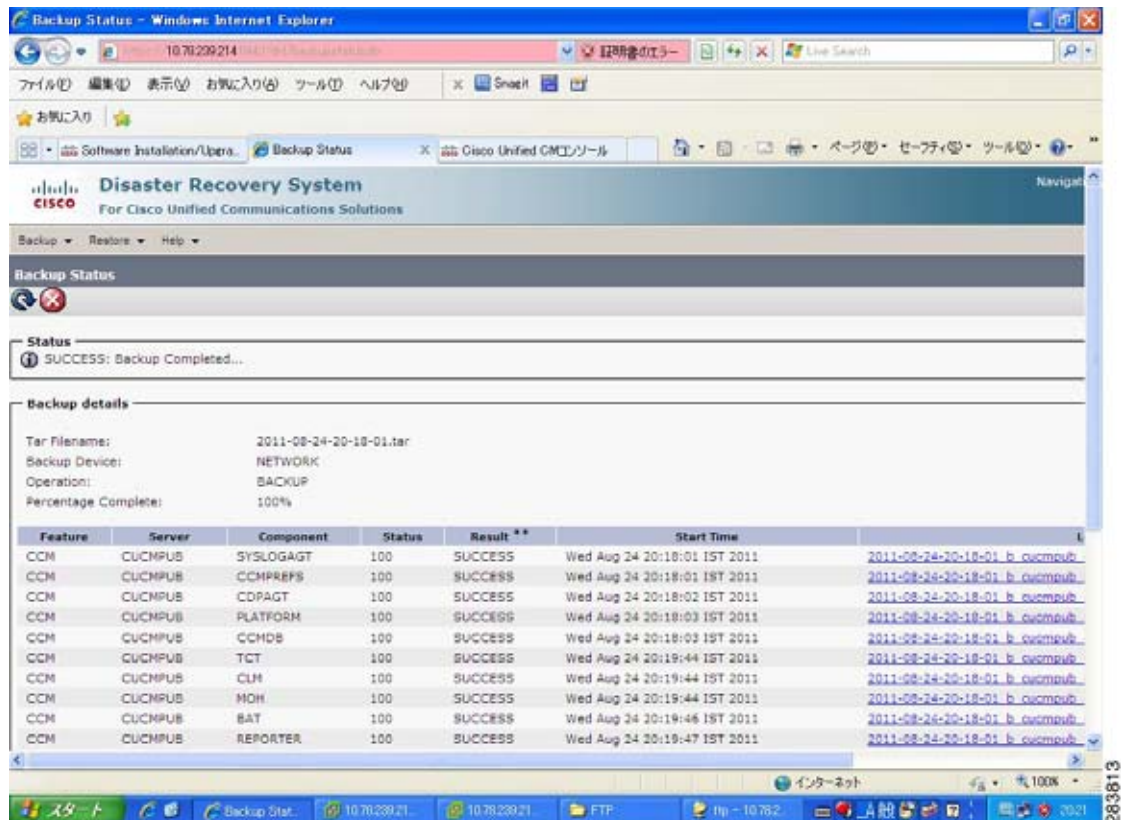 Backup Status - Windows Internet Explorer
10.78.239.214
証明書のエラー
Live Search
ファイル(F) 編集(E) 表示(V) お気に入り(A) ツール(T) ヘルプ(H) x SnagIt
お気に入り
Software Installation/Upgra.. Backup Status Cisco Unified CMコンソール ページ(P) セーフティ(S) ツール(O)
CISCO Disaster Recovery System
For Cisco Unified Communications Solutions
Navigat
Backup Restore Help
Backup Status
Status
SUCCESS: Backup Completed...
Backup details
Tar Filename: 2011-08-24-20-18-01.tar
Backup Device: NETWORK
Operation: BACKUP
Percentage Complete: 100%
Feature Server Component Status Result ** Start Time L
CCM CUCMPUB SYSLOGAGT 100 SUCCESS Wed Aug 24 20:18:01 IST 2011 2011-08-24-20-18-01_b_cucmpub_
CCM CUCMPUB CCMPREFS 100 SUCCESS Wed Aug 24 20:18:01 IST 2011 2011-08-24-20-18-01_b_cucmpub_
CCM CUCMPUB CDPAGT 100 SUCCESS Wed Aug 24 20:18:02 IST 2011 2011-08-24-20-18-01_b_cucmpub_
CCM CUCMPUB PLATFORM 100 SUCCESS Wed Aug 24 20:18:03 IST 2011 2011-08-24-20-18-01_b_cucmpub_
CCM CUCMPUB CCMDB 100 SUCCESS Wed Aug 24 20:18:03 IST 2011 2011-08-24-20-18-01_b_cucmpub_
CCM CUCMPUB TCT 100 SUCCESS Wed Aug 24 20:19:44 IST 2011 2011-08-24-20-18-01_b_cucmpub_
CCM CUCMPUB CLM 100 SUCCESS Wed Aug 24 20:19:44 IST 2011 2011-08-24-20-18-01_b_cucmpub_
CCM CUCMPUB MOH 100 SUCCESS Wed Aug 24 20:19:44 IST 2011 2011-08-24-20-18-01_b_cucmpub_
CCM CUCMPUB BAT 100 SUCCESS Wed Aug 24 20:19:46 IST 2011 2011-08-24-20-18-01_b_cucmpub_
CCM CUCMPUB REPORTER 100 SUCCESS Wed Aug 24 20:19:47 IST 2011 2011-08-24-20-18-01_b_cucmpub_
インターネット 100%
スタート Backup Stat.. 10.78.239.21.. 10.78.239.21.. FTP ftp - 10.78.2.. A 般 20:21
283813